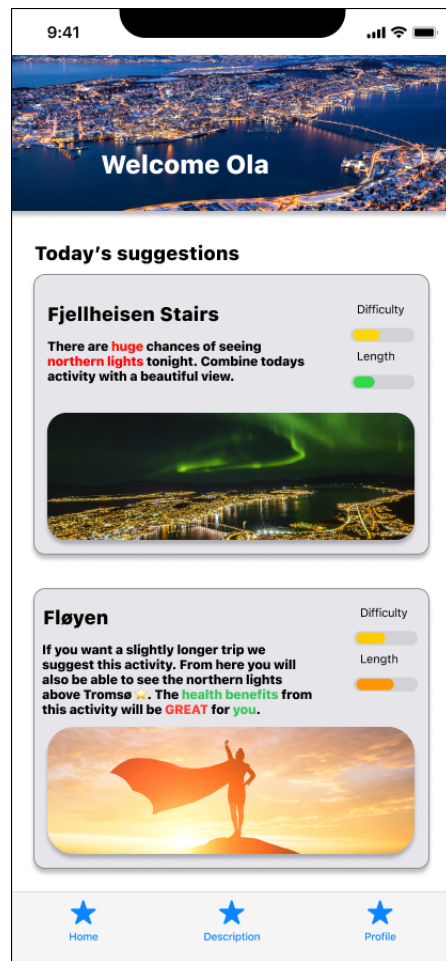 9:41
Welcome Ola
Today's suggestions
Fjellheisen Stairs
Difficulty
There are huge chances of seeing
northern lights tonight. Combine todays
activity with a beautiful view.
Length
Fløyen
Difficulty
If you want a slightly longer trip we
suggest this activity. From here you will
also be able to see the northern lights
above Tromsø ⭐. The health benefits from
this activity will be GREAT for you.
Length
Home
Description
Profile